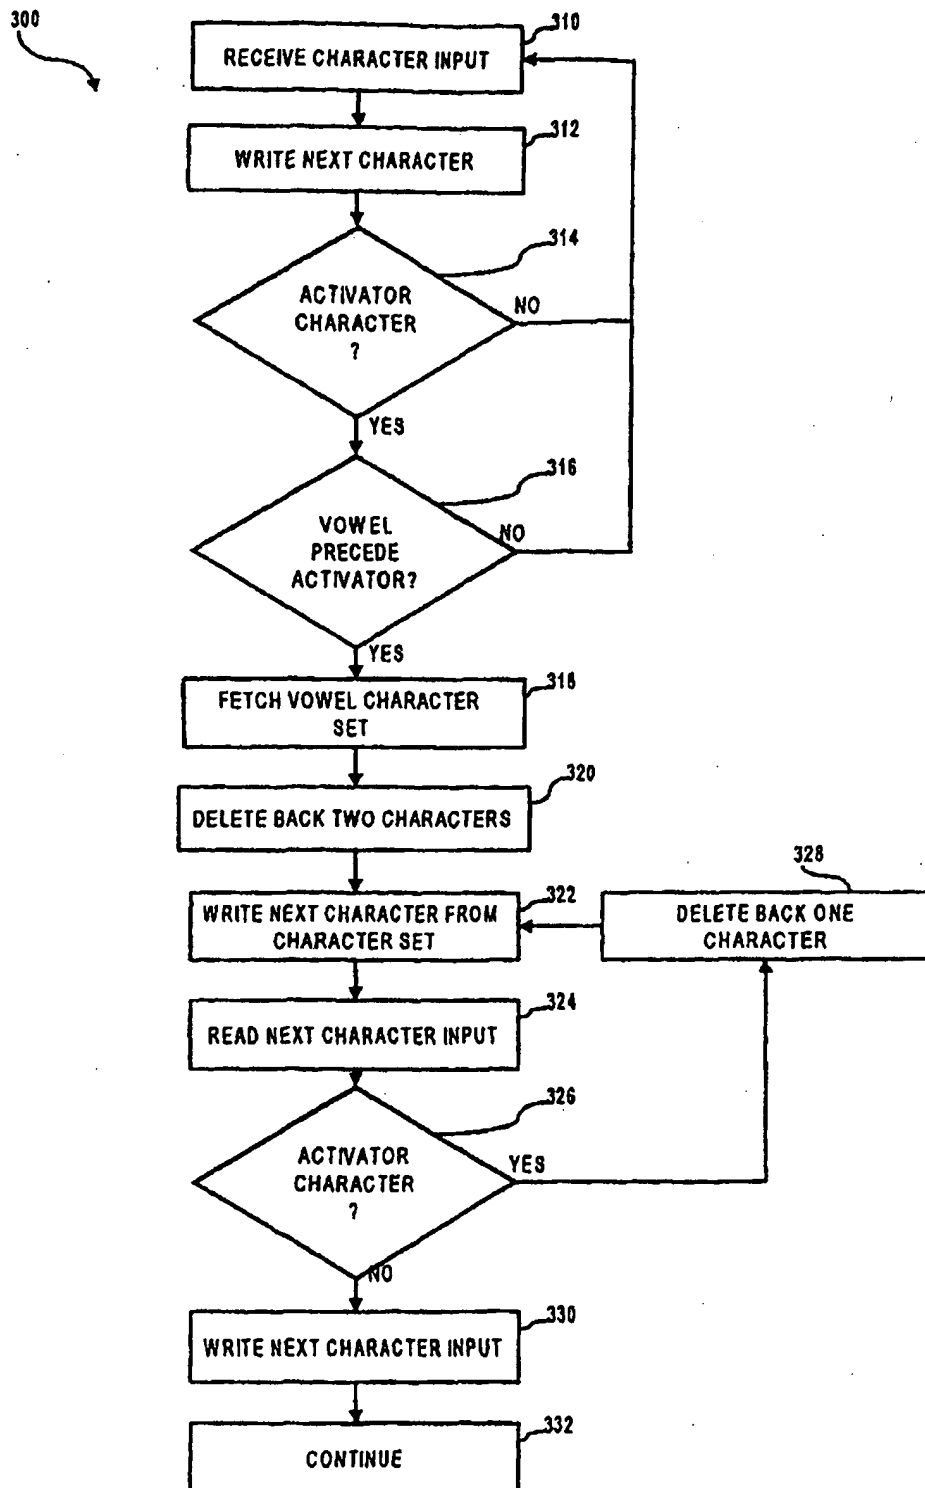 300
310
RECEIVE CHARACTER INPUT
312
WRITE NEXT CHARACTER
314
ACTIVATOR
CHARACTER
?
NO
YES
316
VOWEL
PRECEDE
ACTIVATOR?
NO
YES
318
FETCH VOWEL CHARACTER
SET
320
DELETE BACK TWO CHARACTERS
322
WRITE NEXT CHARACTER FROM
CHARACTER SET
328
DELETE BACK ONE
CHARACTER
324
READ NEXT CHARACTER INPUT
326
ACTIVATOR
CHARACTER
?
YES
NO
330
WRITE NEXT CHARACTER INPUT
332
CONTINUE